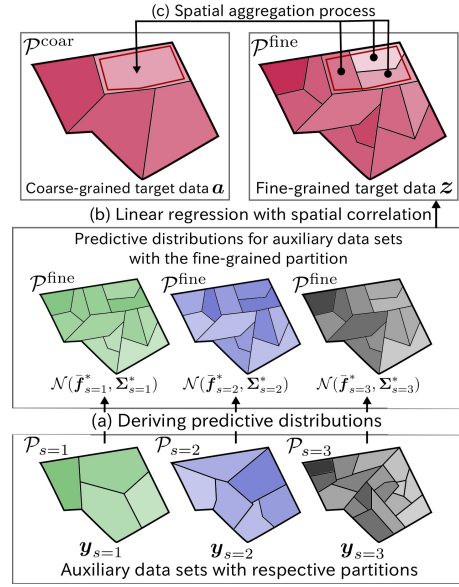 (c) Spatial aggregation process
𝒫^coar
𝒫^fine
Coarse-grained target data 𝒂
Fine-grained target data 𝒛
(b) Linear regression with spatial correlation
Predictive distributions for auxiliary data sets
with the fine-grained partition
𝒫^fine 𝒫^fine 𝒫^fine
𝒩(f̄*_{s=1}, Σ*_{s=1}) 𝒩(f̄*_{s=2}, Σ*_{s=2}) 𝒩(f̄*_{s=3}, Σ*_{s=3})
(a) Deriving predictive distributions
𝒫_{s=1} 𝒫_{s=2} 𝒫_{s=3}
𝒚_{s=1} 𝒚_{s=2} 𝒚_{s=3}
Auxiliary data sets with respective partitions